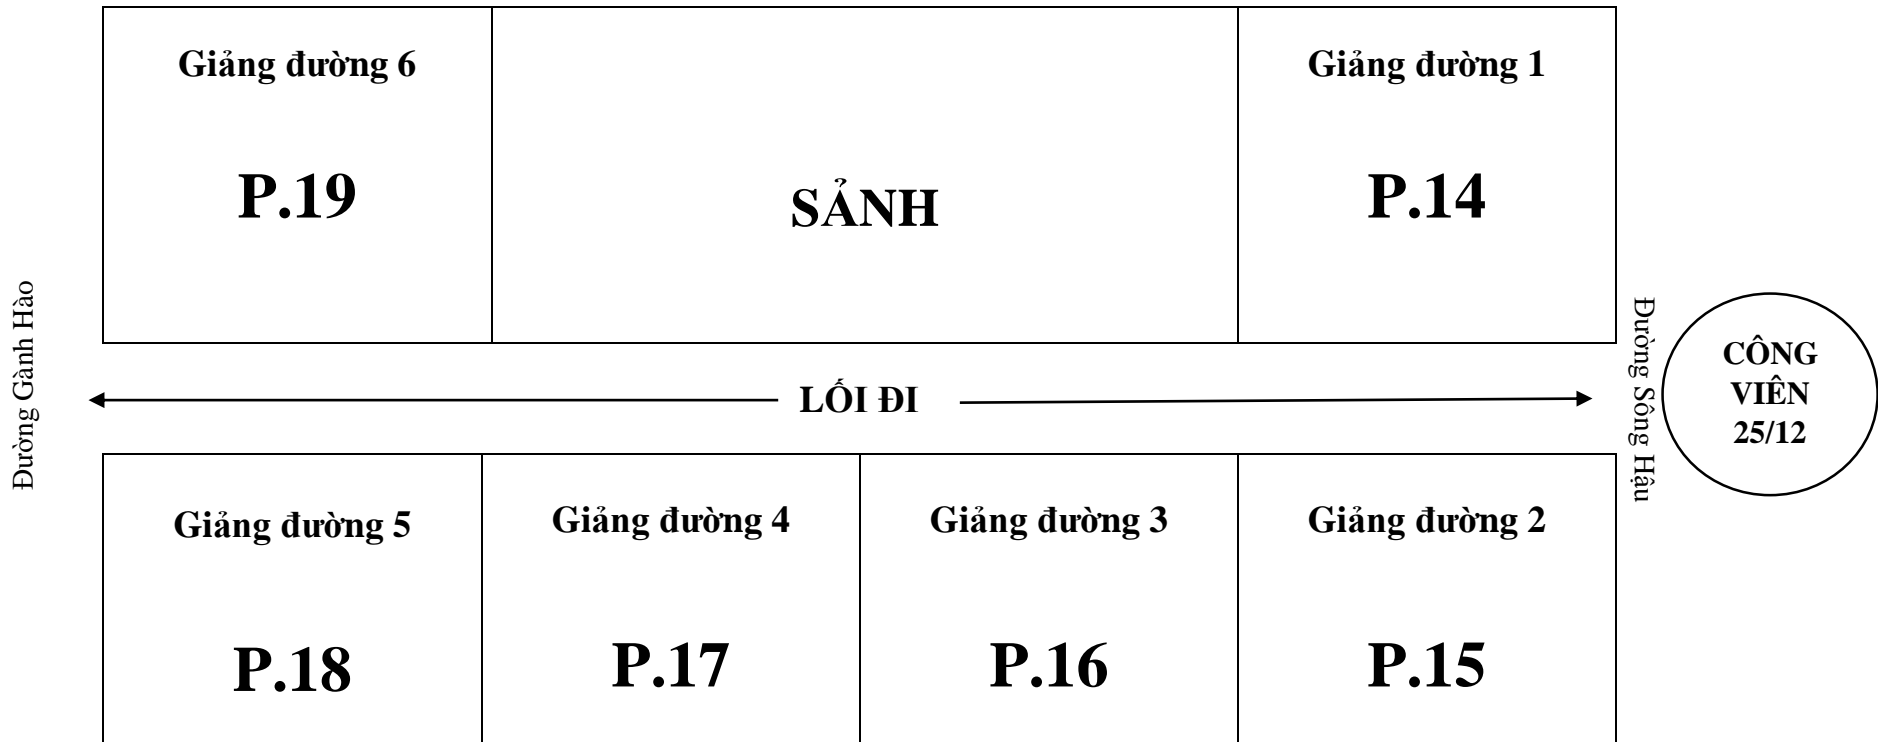 Giảng đường 6
P.19
SẢNH
Giảng đường 1
P.14
Đường Gành Hào
LỐI ĐI
Đường Sông Hậu
CÔNG
VIÊN
25/12
Giảng đường 5
P.18
Giảng đường 4
P.17
Giảng đường 3
P.16
Giảng đường 2
P.15